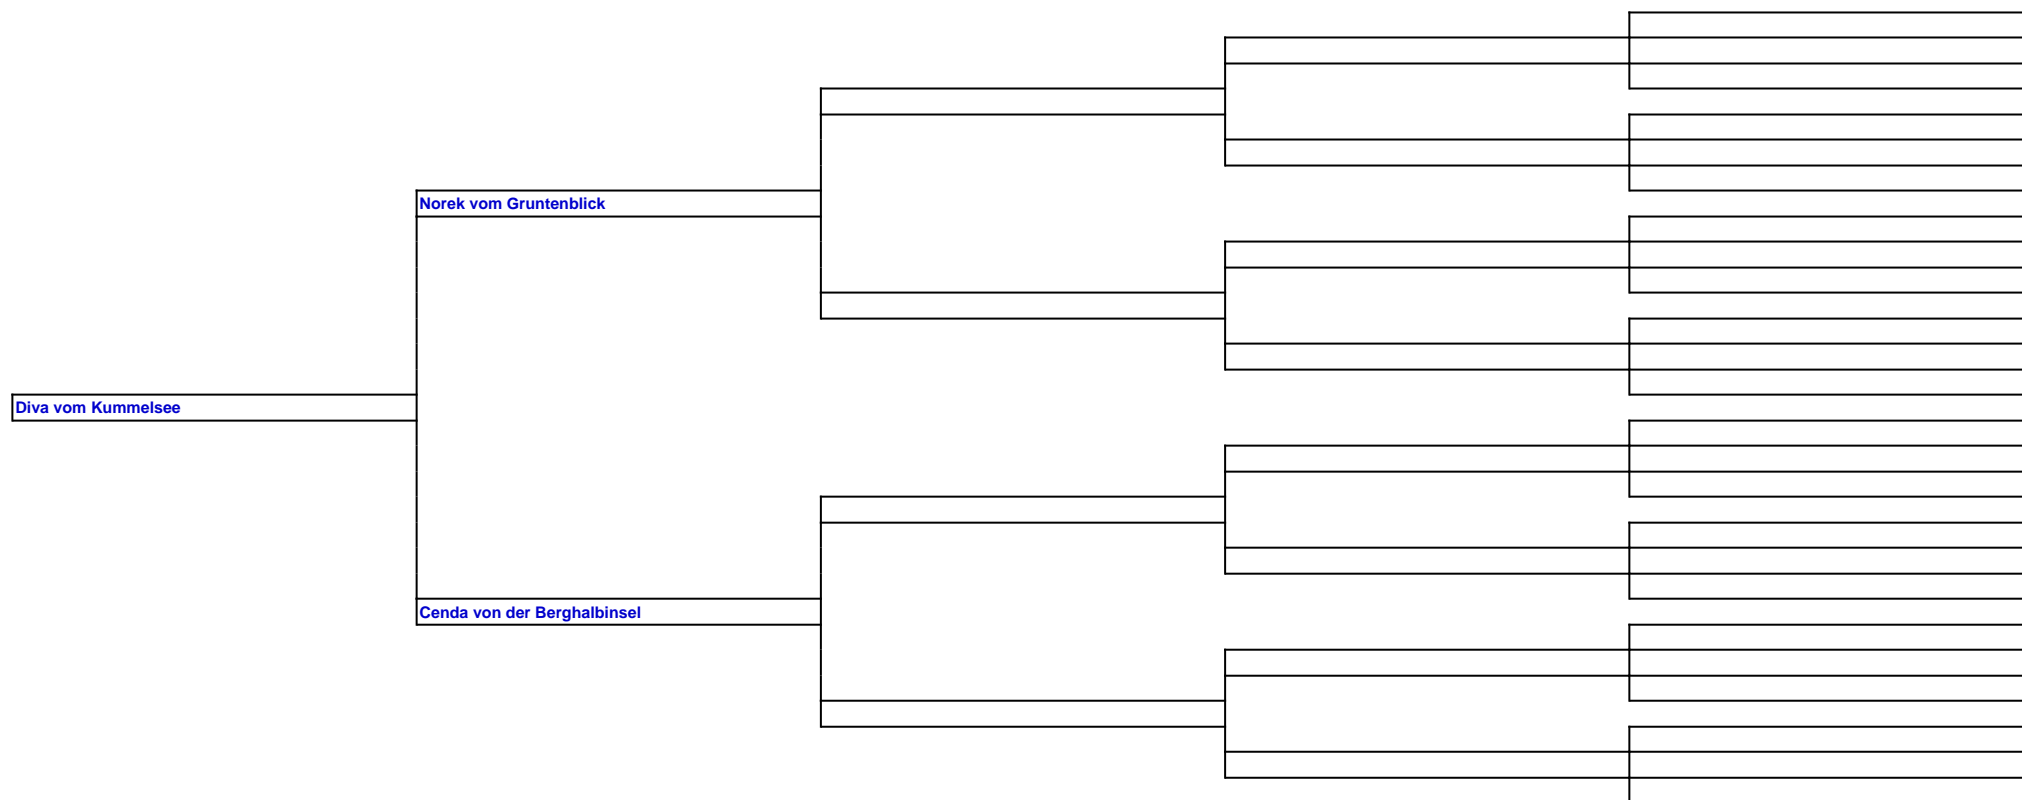 Norek vom Gruntenblick
Diva vom Kummelsee
Cenda von der Berghalbinsel